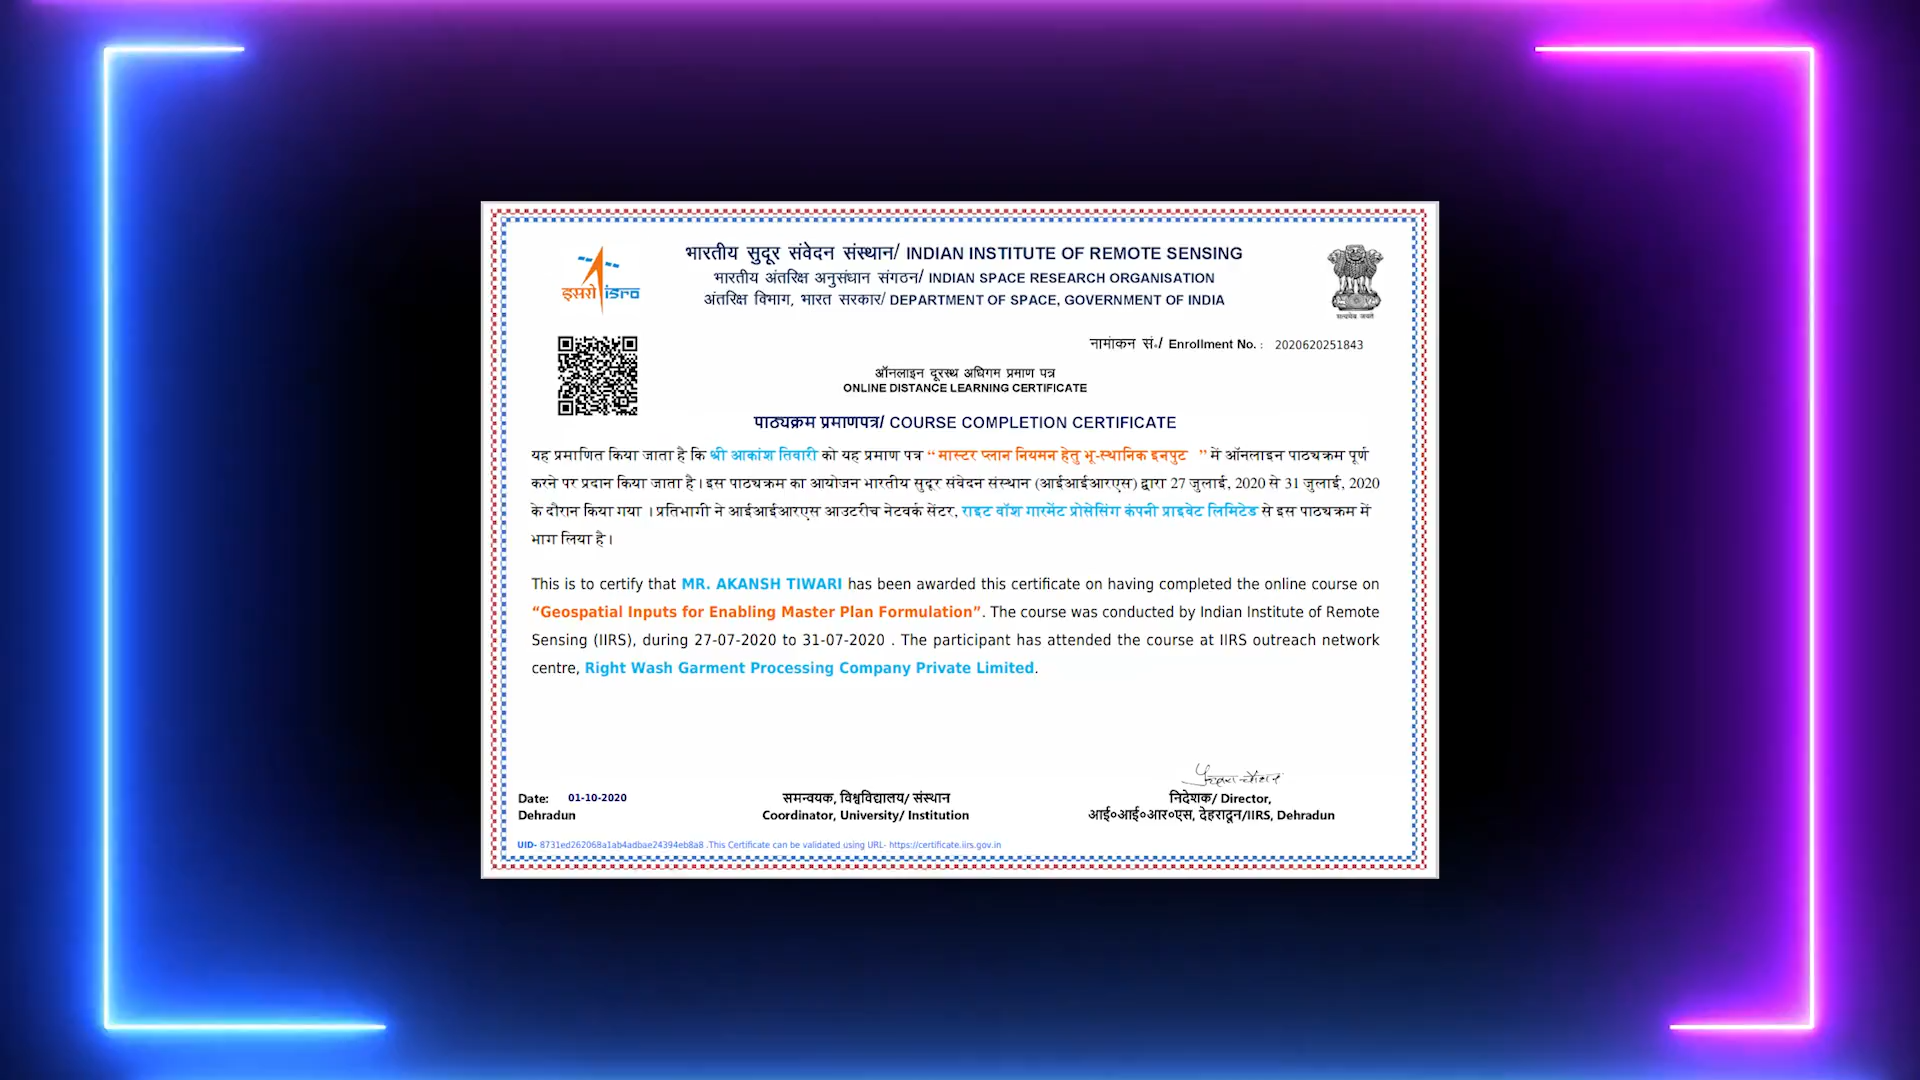 भारतीय सुदूर संवेदन संस्थान/ INDIAN INSTITUTE OF REMOTE SENSING
इसरो isro
भारतीय अंतरिक्ष अनुसंधान संगठन/ INDIAN SPACE RESEARCH ORGANISATION
अंतरिक्ष विभाग, भारत सरकार/ DEPARTMENT OF SPACE, GOVERNMENT OF INDIA
सत्यमेव जयते
नामांकन सं॰/ Enrollment No. : 2020620251843
ऑनलाइन दूरस्थ अधिगम प्रमाण पत्र
ONLINE DISTANCE LEARNING CERTIFICATE
पाठ्यक्रम प्रमाणपत्र/ COURSE COMPLETION CERTIFICATE
यह प्रमाणित किया जाता है कि श्री आकांश तिवारी को यह प्रमाण पत्र “ मास्टर प्लान नियमन हेतु भू-स्थानिक इनपुट ” में ऑनलाइन पाठ्यक्रम पूर्ण
करने पर प्रदान किया जाता है। इस पाठ्यक्रम का आयोजन भारतीय सुदूर संवेदन संस्थान (आईआईआरएस) द्वारा 27 जुलाई, 2020 से 31 जुलाई, 2020
के दौरान किया गया । प्रतिभागी ने आईआईआरएस आउटरीच नेटवर्क सेंटर, राइट वॉश गारमेंट प्रोसेसिंग कंपनी प्राइवेट लिमिटेड से इस पाठ्यक्रम में
भाग लिया है।
This is to certify that MR. AKANSH TIWARI has been awarded this certificate on having completed the online course on
“Geospatial Inputs for Enabling Master Plan Formulation”. The course was conducted by Indian Institute of Remote
Sensing (IIRS), during 27-07-2020 to 31-07-2020 . The participant has attended the course at IIRS outreach network
centre, Right Wash Garment Processing Company Private Limited.
Date: 01-10-2020
Dehradun
समन्वयक, विश्वविद्यालय/ संस्थान
Coordinator, University/ Institution
निदेशक/ Director,
आई०आई०आर०एस, देहरादून/IIRS, Dehradun
UID- 8731ed262068a1ab4adbae24394eb8a8 .This Certificate can be validated using URL- https://certificate.iirs.gov.in